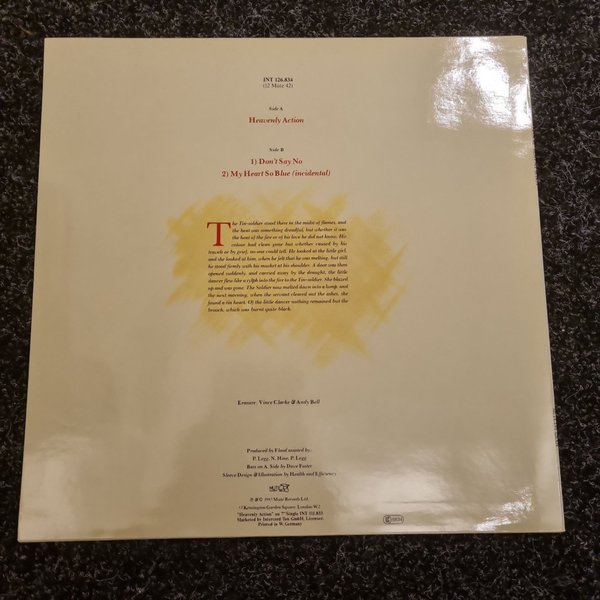 INT 126.834
(12 Mute 42)
Side A
Heavenly Action
Side B
1) Don't Say No
2) My Heart So Blue (incidental)
The Tin-soldier stood there in the midst of flames, and
the heat was something dreadful, but whether it was
the heat of the fire or of his love he did not know. His
colour had clean gone but whether caused by his
travels or by grief, no one could tell. He looked at the little girl,
and she looked at him, when he felt that he was melting, but still
he stood firmly with his musket at his shoulder. A door was then
opened suddenly, and carried away by the draught, the little
dancer flew like a sylph into the fire to the Tin-soldier. She blazed
up and was gone. The Soldier now melted down into a lump, and
the next morning, when the servant cleared out the ashes, she
found a tin heart. Of the little dancer nothing remained but the
brooch, which was burnt quite black.
Erasure: Vince Clarke & Andy Bell
Produced by Flood assisted by:
P. Legg, N. Hine, P. Legg
Bass on A. Side by Dave Foster
Sleeve Design & Illustration by Health and Efficiency
℗ & © 1985 Mute Records Ltd.
Kensington Garden Square, London W.2
"Heavenly Action" on 7"Single INT 111.833
Marketed by Intercord Ton GmbH, Licensee.
Printed in W. Germany